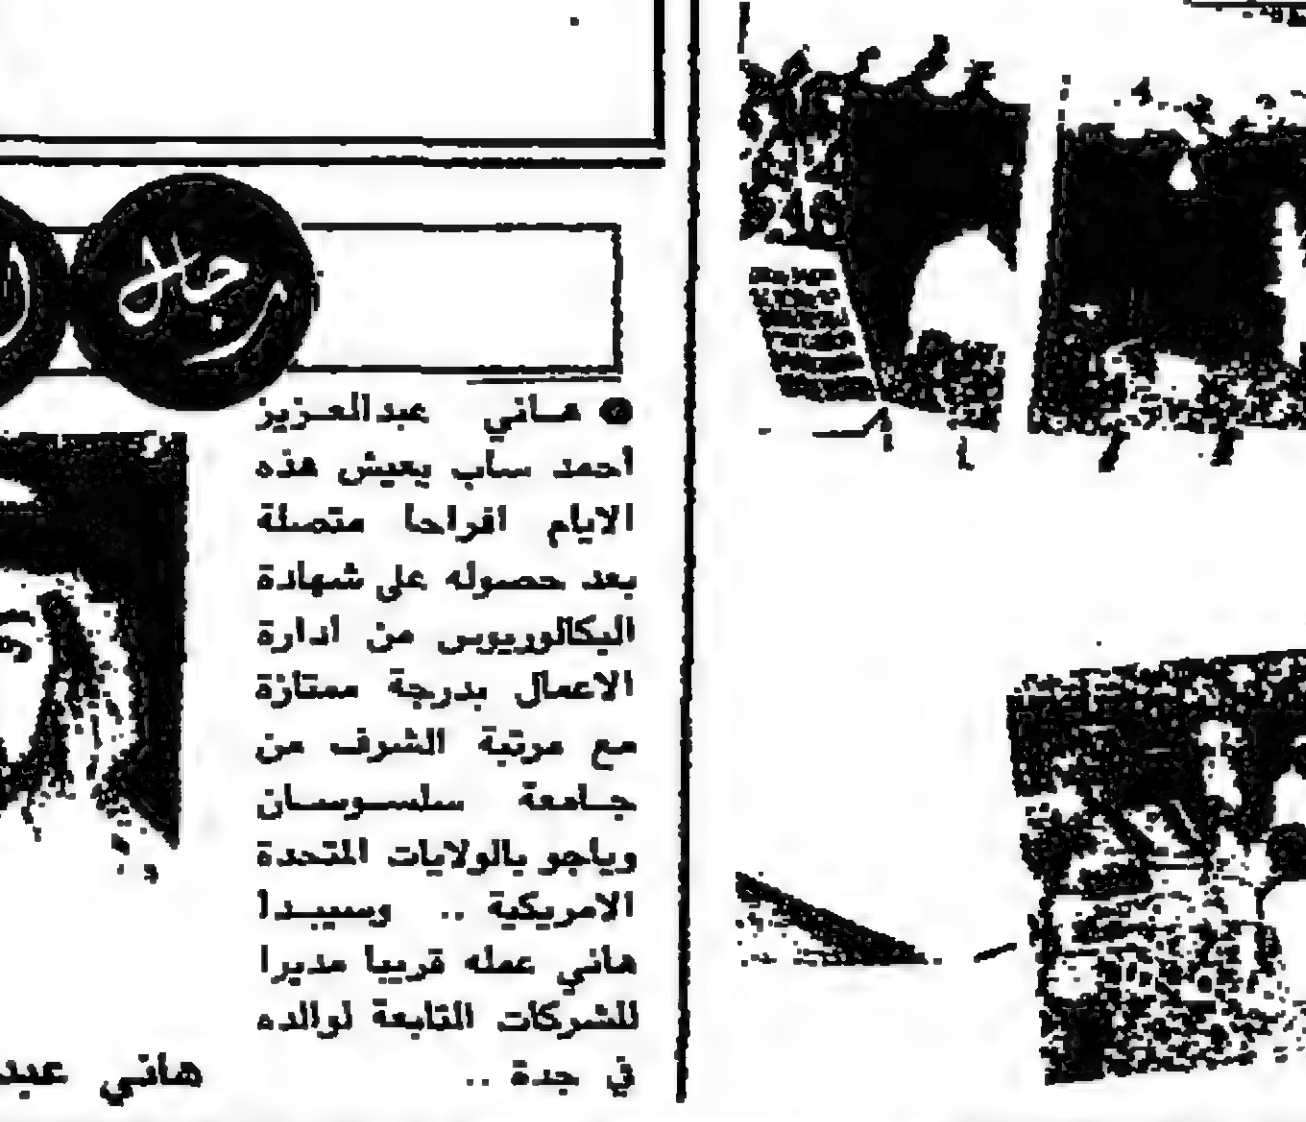 رجال
● هـاني عبدالعـزيز
أحمد ساب يعيش هذه
الايام افراحا متصلة
بعد حصوله على شهادة
البكالوريوس من ادارة
الاعمال بدرجة ممتازة
مع مرتبة الشرف من
جـامعة سلسـوسـان
وياجو بالولايات المتحدة
الامريكية .. وسيبـدا
هاني عمله قريبا مديرا
للشركات التابعة لوالده
في جدة ..
هاني عبد